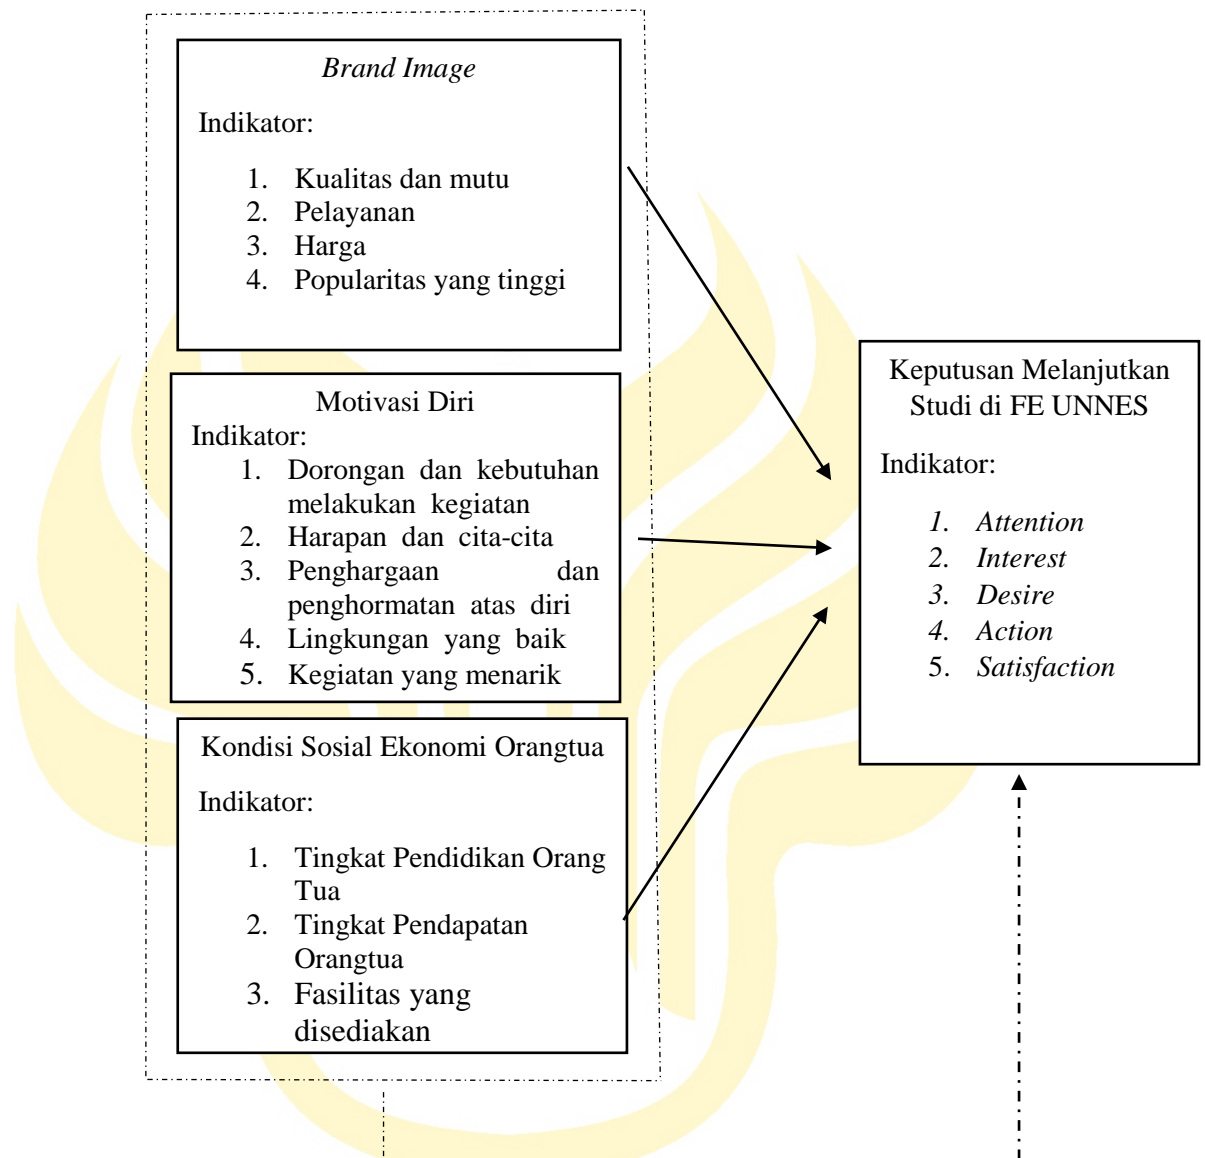 Brand Image
Indikator:
1. Kualitas dan mutu
2. Pelayanan
3. Harga
4. Popularitas yang tinggi
Motivasi Diri
Indikator:
1. Dorongan dan kebutuhan
melakukan kegiatan
2. Harapan dan cita-cita
3. Penghargaan dan
penghormatan atas diri
4. Lingkungan yang baik
5. Kegiatan yang menarik
Kondisi Sosial Ekonomi Orangtua
Indikator:
1. Tingkat Pendidikan Orang
Tua
2. Tingkat Pendapatan
Orangtua
3. Fasilitas yang
disediakan
Keputusan Melanjutkan
Studi di FE UNNES
Indikator:
1. Attention
2. Interest
3. Desire
4. Action
5. Satisfaction